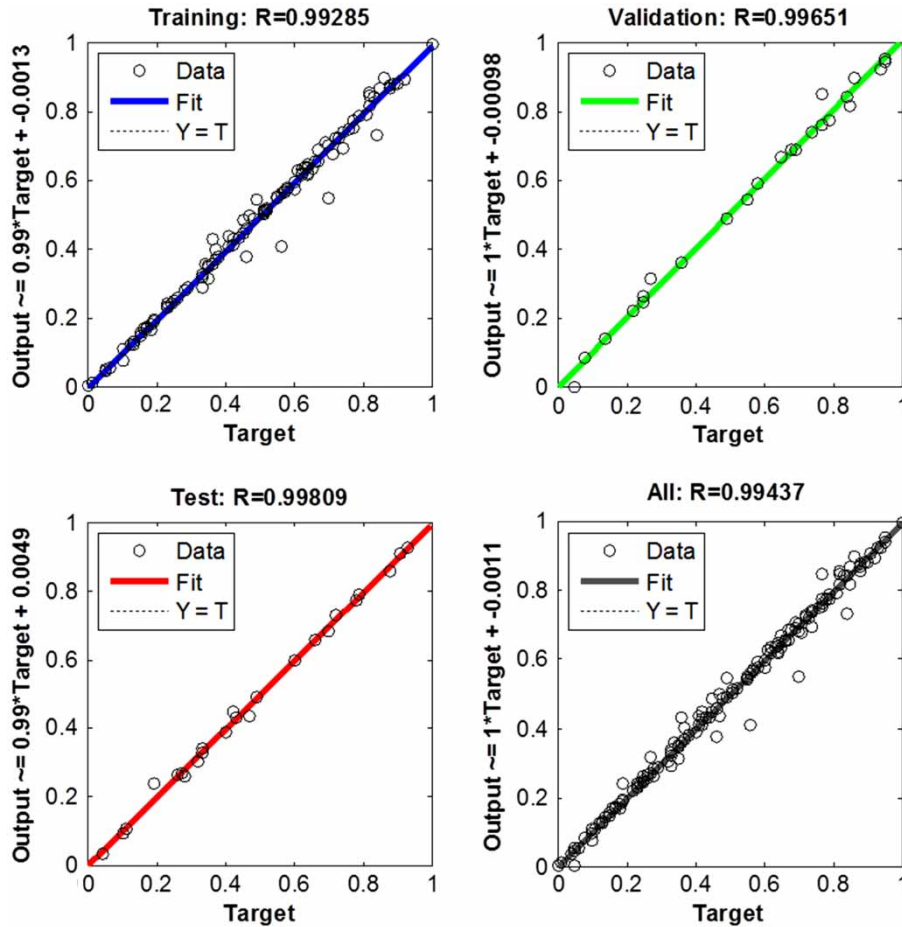 Training: R=0.99285
Output ~= 0.99*Target + -0.0013
1
0.8
0.6
0.4
0.2
0
Data
Fit
Y = T
0 0.2 0.4 0.6 0.8 1
Target
Validation: R=0.99651
Output ~= 1*Target + -0.00098
1
0.8
0.6
0.4
0.2
0
Data
Fit
Y = T
0 0.2 0.4 0.6 0.8 1
Target
Test: R=0.99809
Output ~= 0.99*Target + 0.0049
1
0.8
0.6
0.4
0.2
0
Data
Fit
Y = T
0 0.2 0.4 0.6 0.8 1
Target
All: R=0.99437
Output ~= 1*Target + -0.0011
1
0.8
0.6
0.4
0.2
0
Data
Fit
Y = T
0 0.2 0.4 0.6 0.8 1
Target